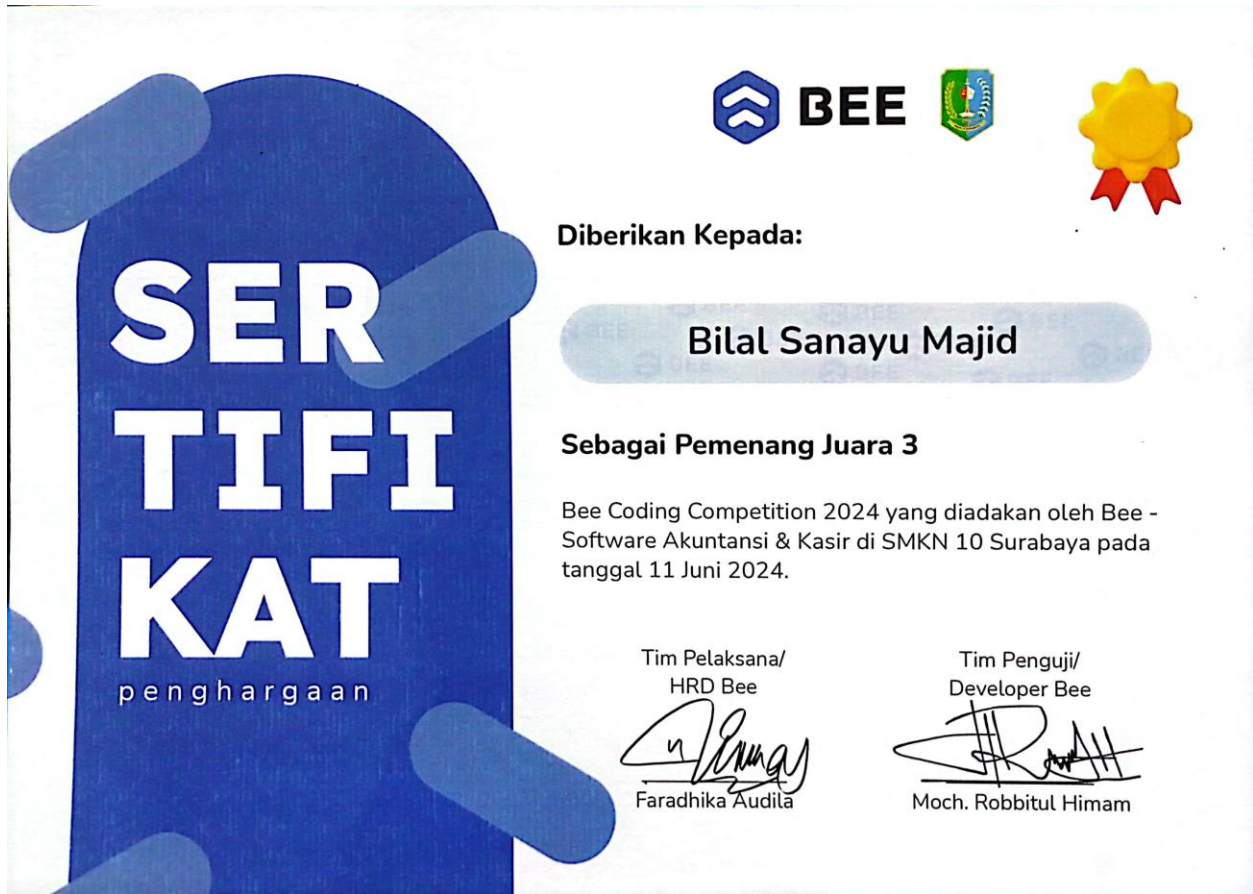 SER
TIFI
KAT
penghargaan
BEE
Diberikan Kepada:
Bilal Sanayu Majid
Sebagai Pemenang Juara 3
Bee Coding Competition 2024 yang diadakan oleh Bee -
Software Akuntansi & Kasir di SMKN 10 Surabaya pada
tanggal 11 Juni 2024.
Tim Pelaksana/
HRD Bee
Faradhika Audila
Tim Penguji/
Developer Bee
Moch. Robbitul Himam